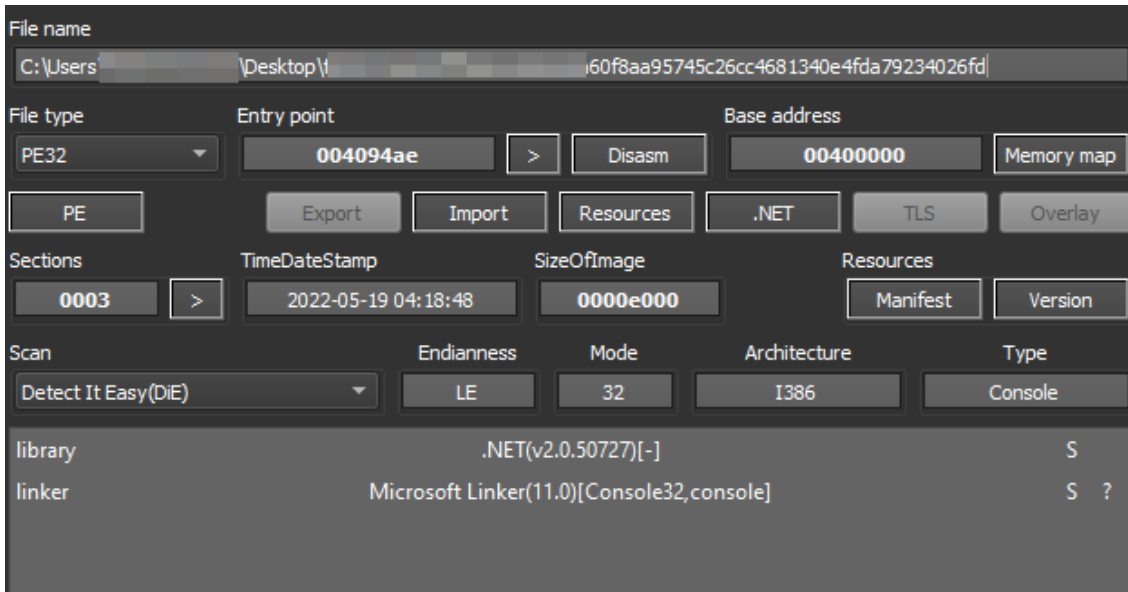 File name
C:\Users \Desktop\ 60f8aa95745c26cc4681340e4fda79234026fd
File type Entry point Base address
PE32 004094ae > Disasm 00400000 Memory map
PE Export Import Resources .NET TLS Overlay
Sections TimeDateStamp SizeOfImage Resources
0003 > 2022-05-19 04:18:48 0000e000 Manifest Version
Scan Endianness Mode Architecture Type
Detect It Easy(DiE) LE 32 I386 Console
library .NET(v2.0.50727)[-] S
linker Microsoft Linker(11.0)[Console32,console] S ?